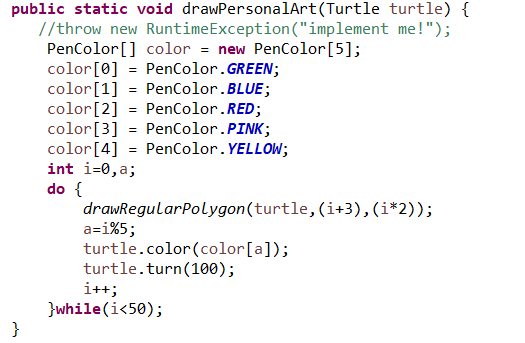 public static void drawPersonalArt(Turtle turtle) {
//throw new RuntimeException("implement me!");
PenColor[] color = new PenColor[5];
color[0] = PenColor.GREEN;
color[1] = PenColor.BLUE;
color[2] = PenColor.RED;
color[3] = PenColor.PINK;
color[4] = PenColor.YELLOW;
int i=0,a;
do {
drawRegularPolygon(turtle,(i+3),(i*2));
a=i%5;
turtle.color(color[a]);
turtle.turn(100);
i++;
}while(i<50);
}